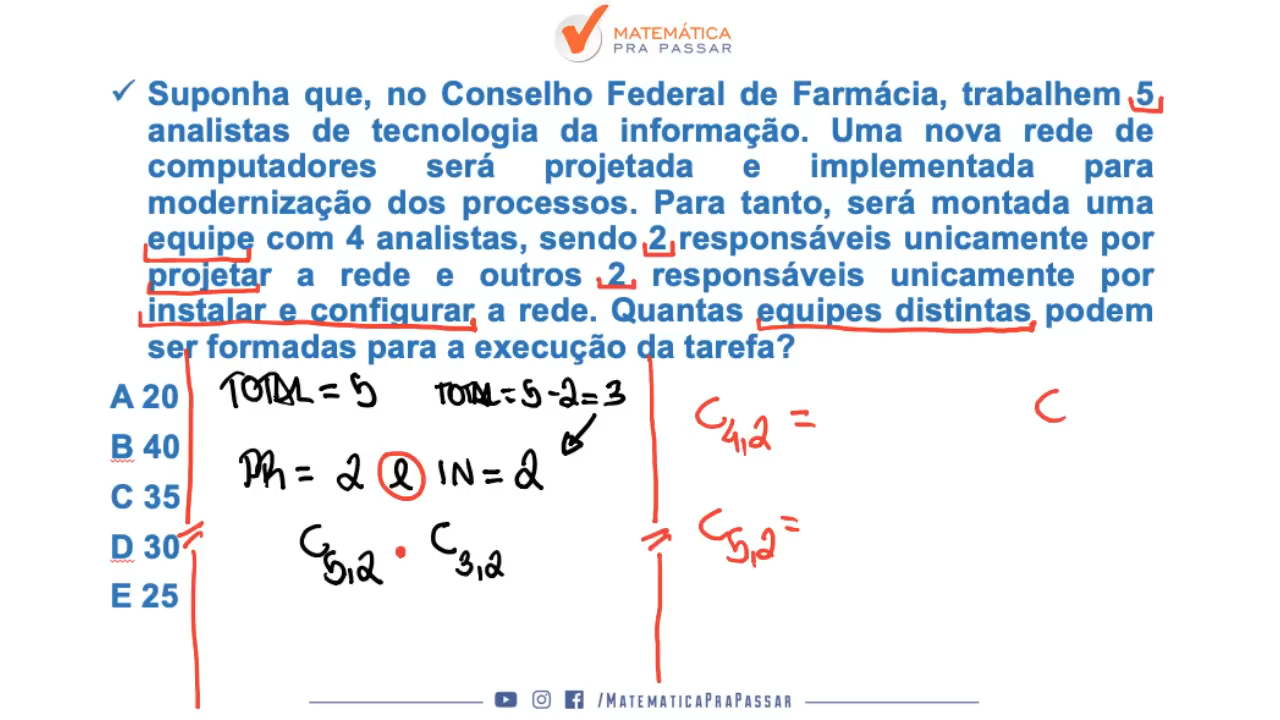 MATEMÁTICA
PRA PASSAR
✓ Suponha que, no Conselho Federal de Farmácia, trabalhem 5
analistas de tecnologia da informação. Uma nova rede de
computadores será projetada e implementada para
modernização dos processos. Para tanto, será montada uma
equipe com 4 analistas, sendo 2 responsáveis unicamente por
projetar a rede e outros 2 responsáveis unicamente por
instalar e configurar a rede. Quantas equipes distintas podem
ser formadas para a execução da tarefa?
A 20
B 40
C 35
D 30
E 25
TOTAL = 5 TOTAL = 5 - 2 = 3
PR = 2 e IN = 2
C5,2 · C3,2
C4,2 = C
C5,2 =
/MatematicaPraPassar